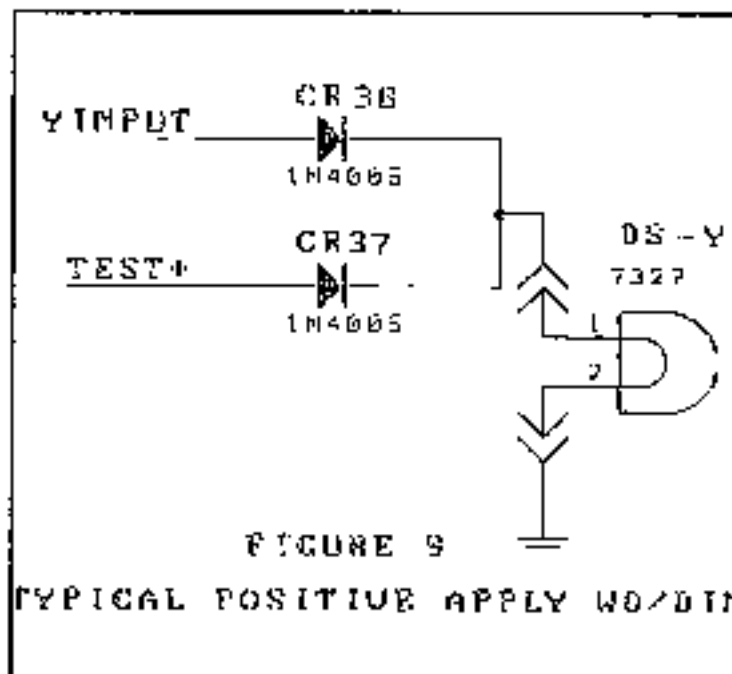 CR36
Y INPUT
1N4005
CR37
DS-Y
TEST+
7327
1N4005
1
2
FIGURE 9
TYPICAL POSITIVE APPLY WO/DIM